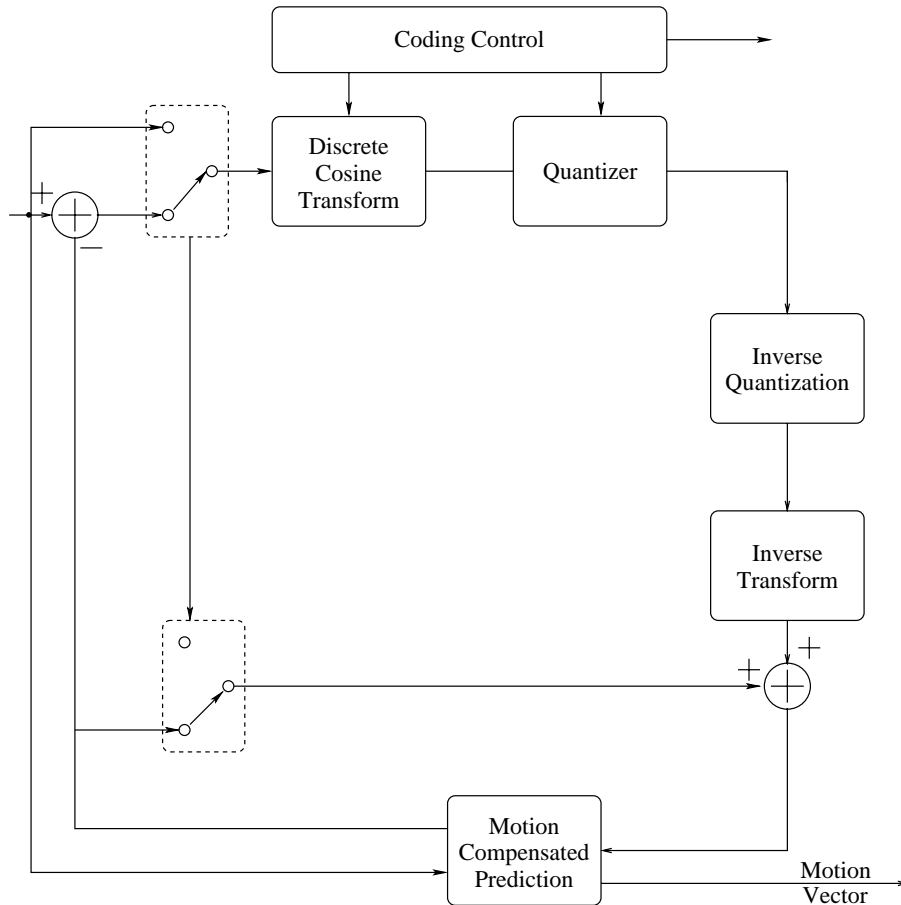 Coding Control
Discrete
Cosine
Transform
Quantizer
+
−
Inverse
Quantization
Inverse
Transform
+
+
Motion
Compensated
Prediction
Motion
Vector